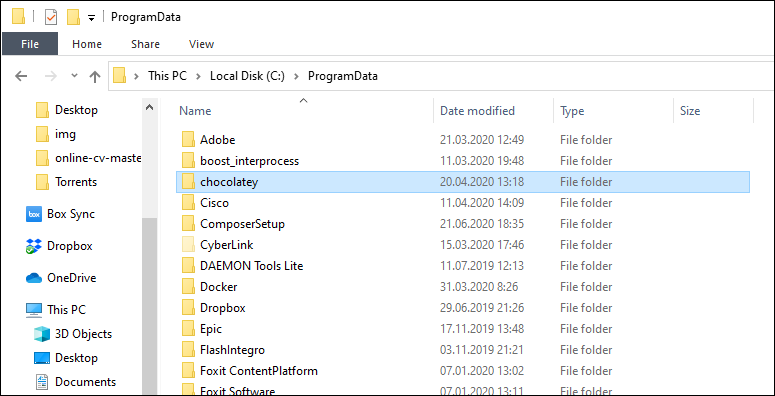 ProgramData
File Home Share View
This PC Local Disk (C:) ProgramData
Desktop
img
online-cv-maste
Torrents
Box Sync
Dropbox
OneDrive
This PC
3D Objects
Desktop
Documents
Name Date modified Type Size
Adobe 21.03.2020 12:49 File folder
boost_interprocess 11.03.2020 19:48 File folder
chocolatey 20.04.2020 13:18 File folder
Cisco 11.04.2020 14:09 File folder
ComposerSetup 21.06.2020 18:35 File folder
CyberLink 15.03.2020 17:46 File folder
DAEMON Tools Lite 11.07.2019 12:13 File folder
Docker 31.03.2020 8:26 File folder
Dropbox 29.06.2019 21:26 File folder
Epic 17.11.2019 13:48 File folder
FlashIntegro 03.11.2019 21:21 File folder
Foxit ContentPlatform 07.01.2020 13:02 File folder
Foxit Software 07.01.2020 13:11 File folder